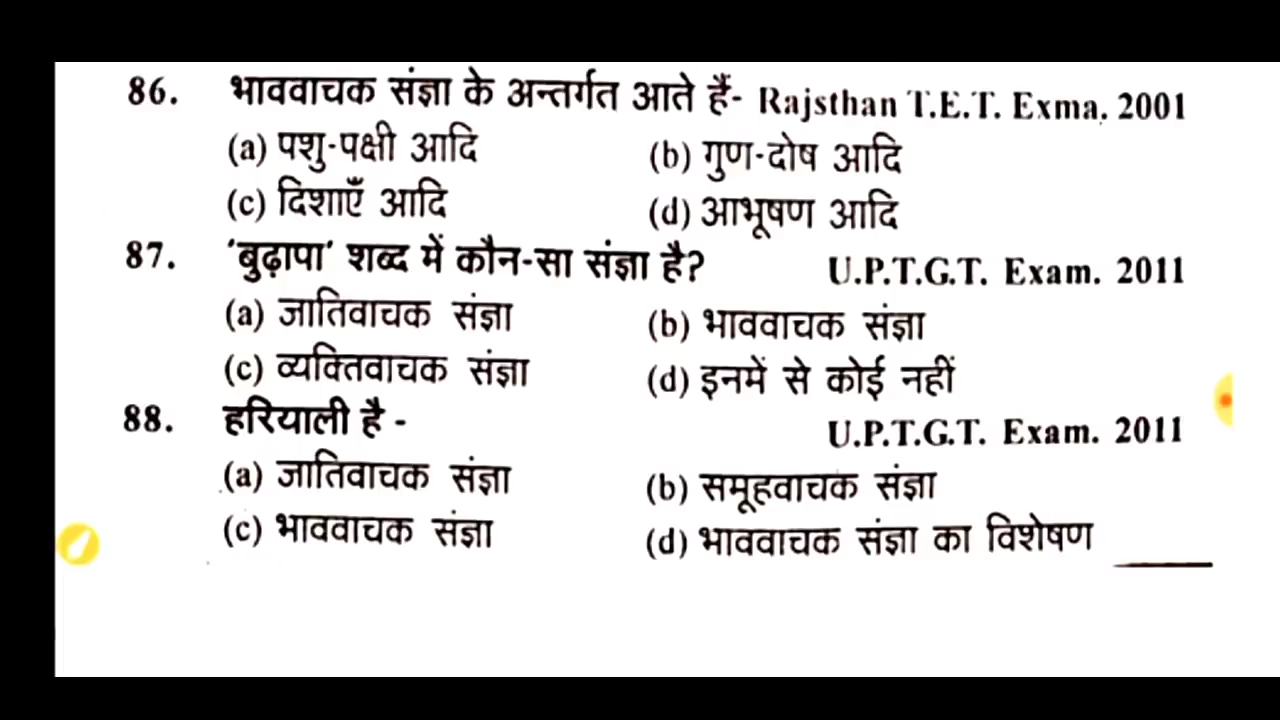 86. भाववाचक संज्ञा के अन्तर्गत आते हैं- Rajsthan T.E.T. Exma. 2001
(a) पशु-पक्षी आदि (b) गुण-दोष आदि
(c) दिशाएँ आदि (d) आभूषण आदि
87. 'बुढ़ापा' शब्द में कौन-सा संज्ञा है? U.P.T.G.T. Exam. 2011
(a) जातिवाचक संज्ञा (b) भाववाचक संज्ञा
(c) व्यक्तिवाचक संज्ञा (d) इनमें से कोई नहीं
88. हरियाली है - U.P.T.G.T. Exam. 2011
(a) जातिवाचक संज्ञा (b) समूहवाचक संज्ञा
(c) भाववाचक संज्ञा (d) भाववाचक संज्ञा का विशेषण